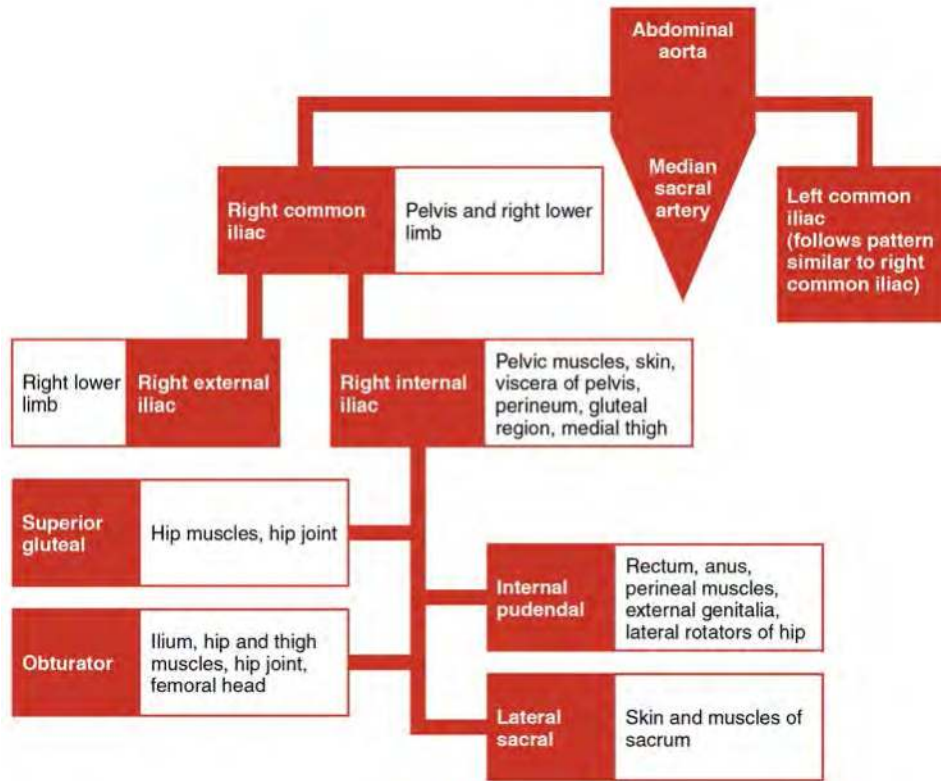 Abdominal
aorta
Median
sacral
artery
Right common
iliac
Pelvis and right lower
limb
Left common
iliac
(follows pattern
similar to right
common iliac)
Right lower
limb
Right external
iliac
Right internal
iliac
Pelvic muscles, skin,
viscera of pelvis,
perineum, gluteal
region, medial thigh
Superior
gluteal
Hip muscles, hip joint
Internal
pudendal
Rectum, anus,
perineal muscles,
external genitalia,
lateral rotators of hip
Obturator
Ilium, hip and thigh
muscles, hip joint,
femoral head
Lateral
sacral
Skin and muscles of
sacrum